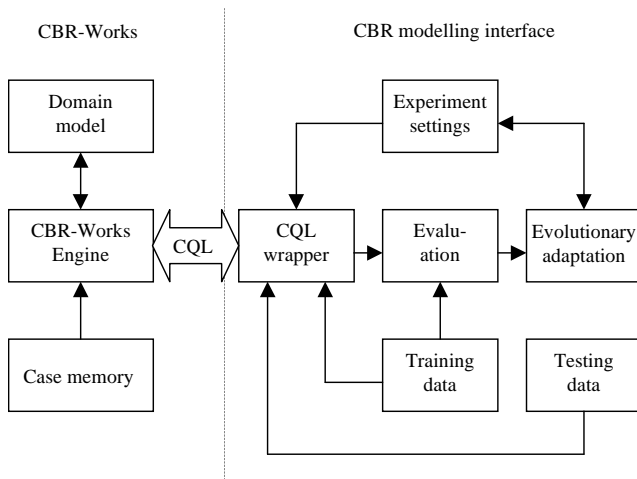 CBR-Works
CBR modelling interface
Domain
model
Experiment
settings
CBR-Works
Engine
CQL
CQL
wrapper
Evalu-
ation
Evolutionary
adaptation
Case memory
Training
data
Testing
data